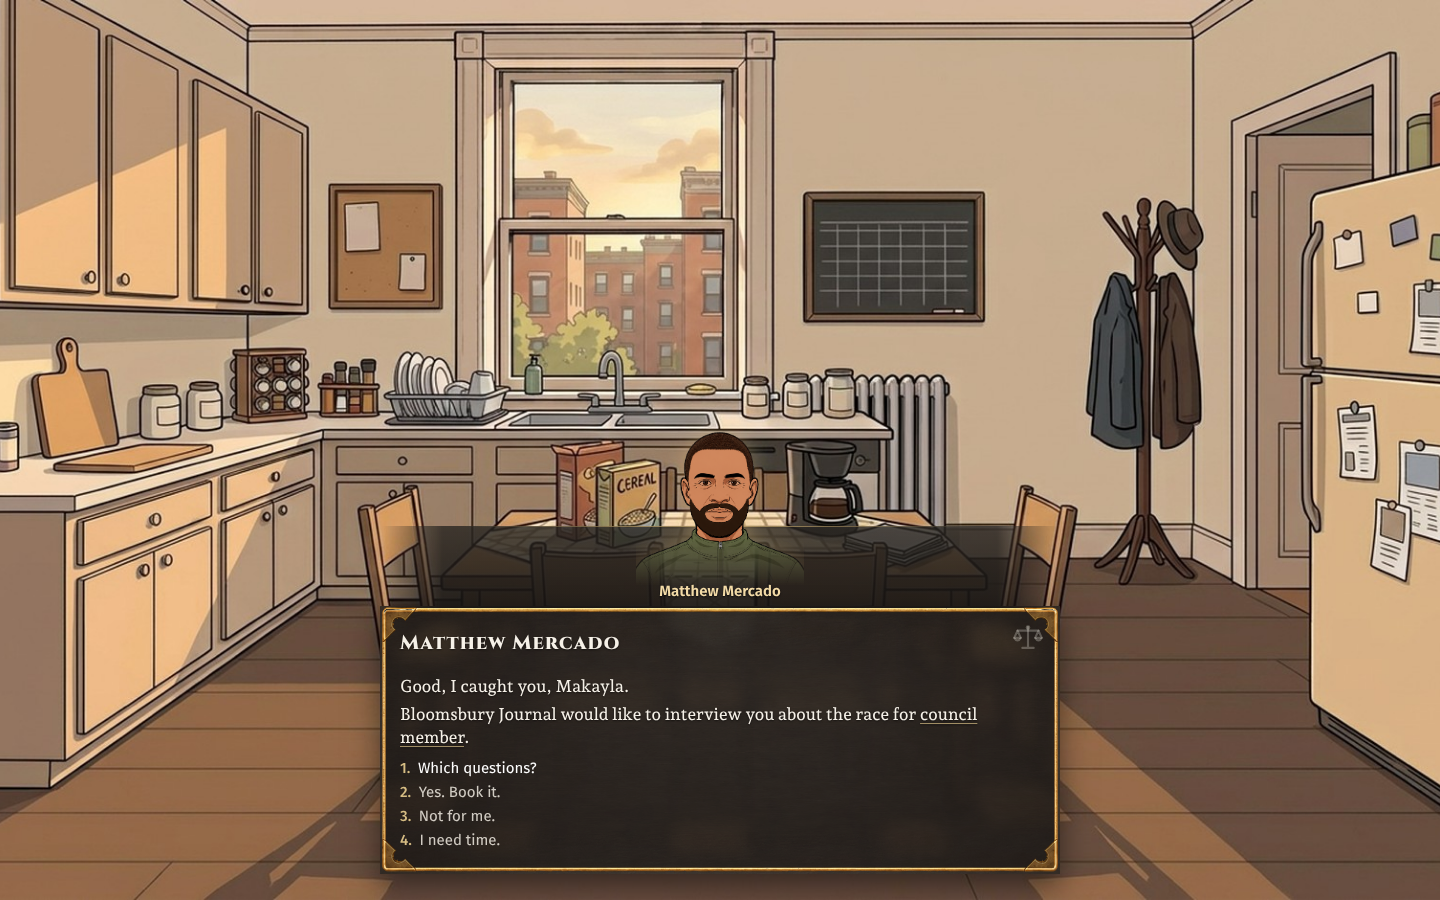 CEREAL
Matthew Mercado
Matthew Mercado
Good, I caught you, Makayla.
Bloomsbury Journal would like to interview you about the race for council
member.
1. Which questions?
2. Yes. Book it.
3. Not for me.
4. I need time.